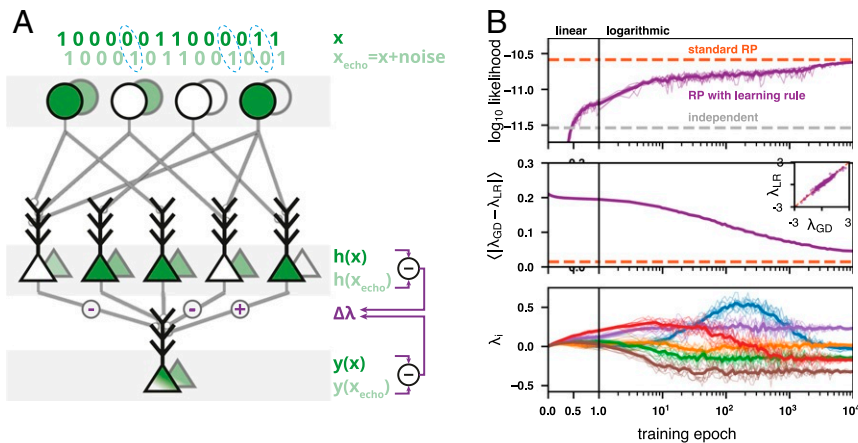 A
1 0 0 0 0 0 1 1 0 0 0 0 1 1 x
1 0 0 0 1 0 1 1 0 0 1 0 0 1 x_echo=x+noise
h(x)
h(x_echo)
−
Δλ
- - +
y(x)
y(x_echo)
−
B
linear logarithmic
log10 likelihood
−10.5
−11.0
−11.5
standard RP
RP with learning rule
independent
⟨|λGD − λLR|⟩
0.3
0.2
0.1
0.0
λLR
3
-3
-3 3
λGD
λi
0.5
0.0
−0.5
0.0 0.5 1.0 10^1 10^2 10^3 10^4
training epoch